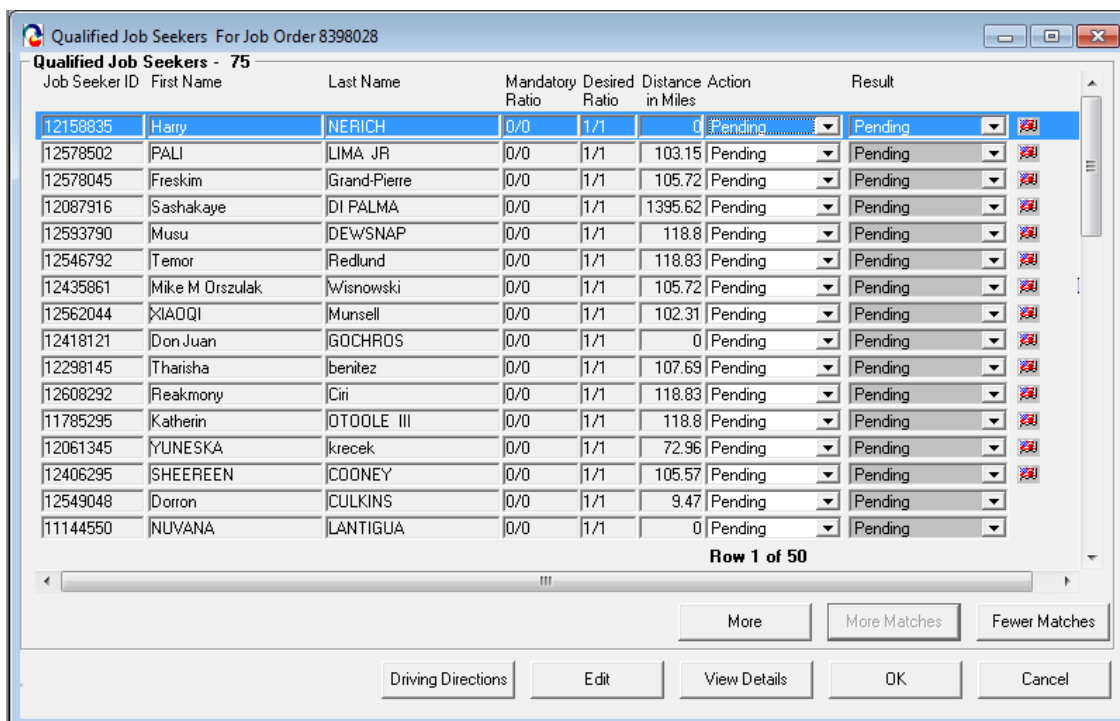 Qualified Job Seekers For Job Order 8398028
Qualified Job Seekers - 75
Job Seeker ID First Name Last Name Mandatory Ratio Desired Ratio Distance in Miles Action Result
12158835 Harry NERICH 0/0 1/1 0 Pending Pending
12578502 PALI LIMA JR 0/0 1/1 103.15 Pending Pending
12578045 Freskim Grand-Pierre 0/0 1/1 105.72 Pending Pending
12087916 Sashakaye DI PALMA 0/0 1/1 1395.62 Pending Pending
12593790 Musu DEWSNAP 0/0 1/1 118.8 Pending Pending
12546792 Temor Redlund 0/0 1/1 118.83 Pending Pending
12435861 Mike M Orszulak Wisnowski 0/0 1/1 105.72 Pending Pending
12562044 XIAOQI Munsell 0/0 1/1 102.31 Pending Pending
12418121 Don Juan GOCHROS 0/0 1/1 0 Pending Pending
12298145 Tharisha benitez 0/0 1/1 107.69 Pending Pending
12608292 Reakmony Ciri 0/0 1/1 118.83 Pending Pending
11785295 Katherin OTOOLE III 0/0 1/1 118.8 Pending Pending
12061345 YUNESKA krecek 0/0 1/1 72.96 Pending Pending
12406295 SHEEREEN COONEY 0/0 1/1 105.57 Pending Pending
12549048 Dorron CULKINS 0/0 1/1 9.47 Pending Pending
11144550 NUVANA LANTIGUA 0/0 1/1 0 Pending Pending
Row 1 of 50
More More Matches Fewer Matches
Driving Directions Edit View Details OK Cancel